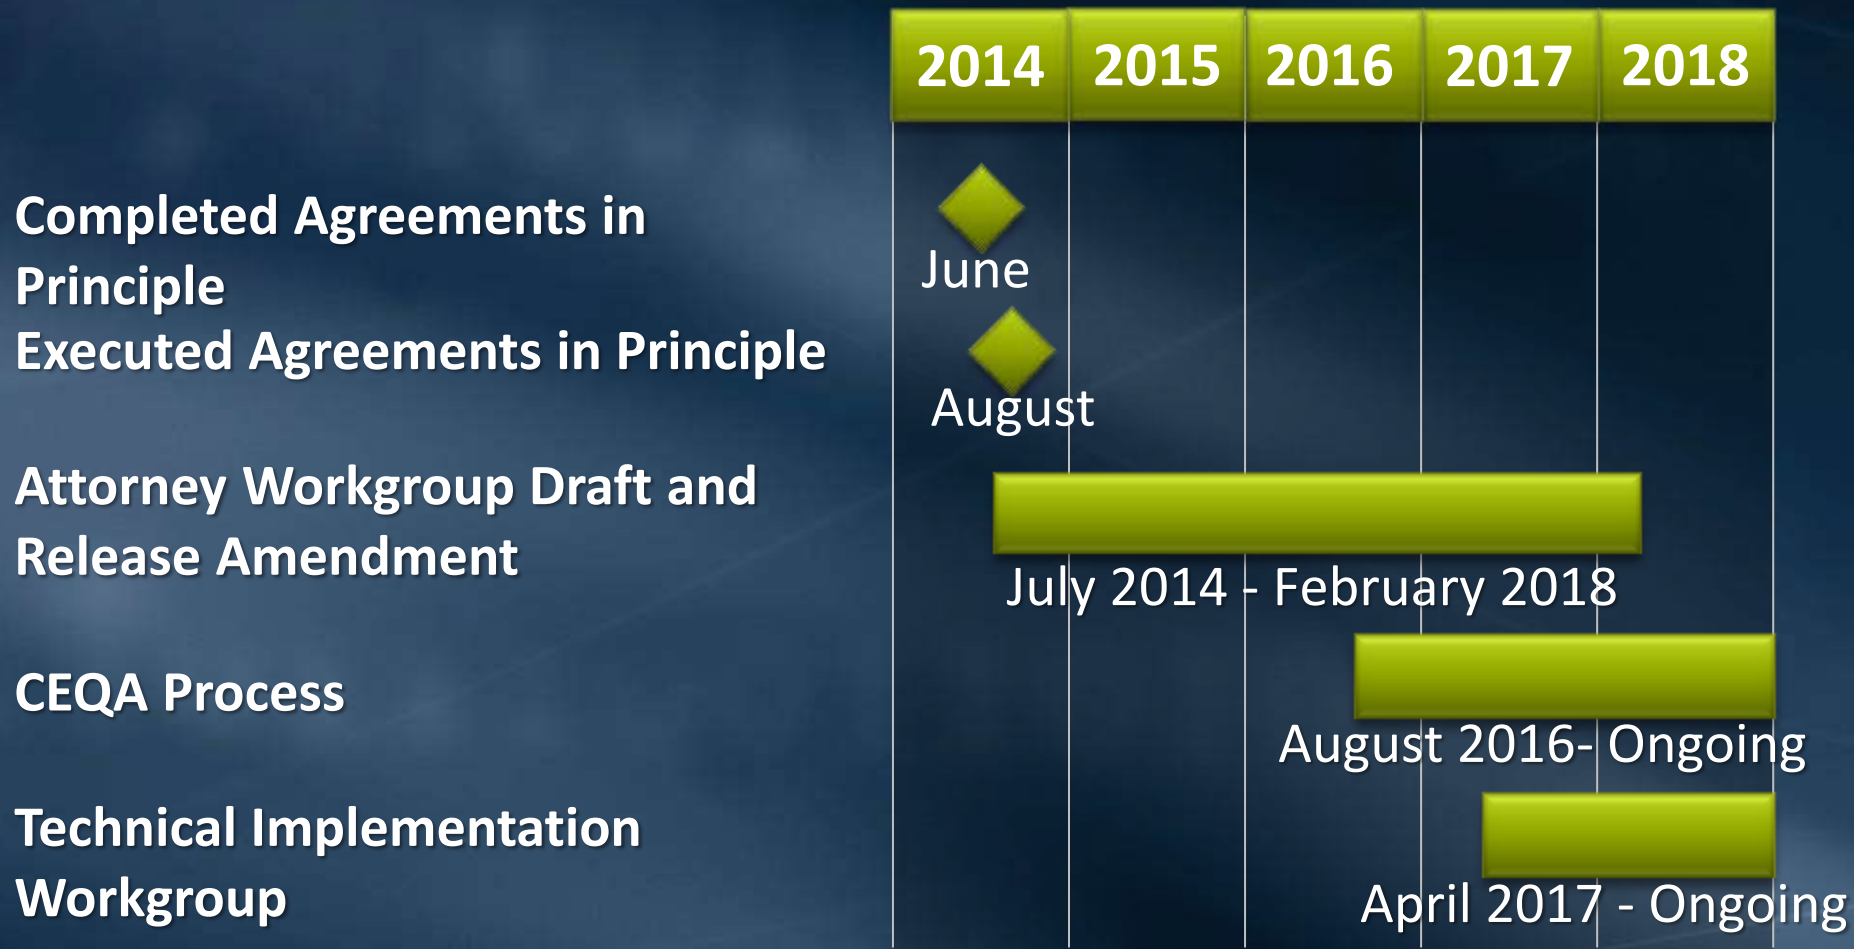 2014 2015 2016 2017 2018
Completed Agreements in
Principle
June
Executed Agreements in Principle
August
Attorney Workgroup Draft and
Release Amendment
July 2014 - February 2018
CEQA Process
August 2016- Ongoing
Technical Implementation
Workgroup
April 2017 - Ongoing